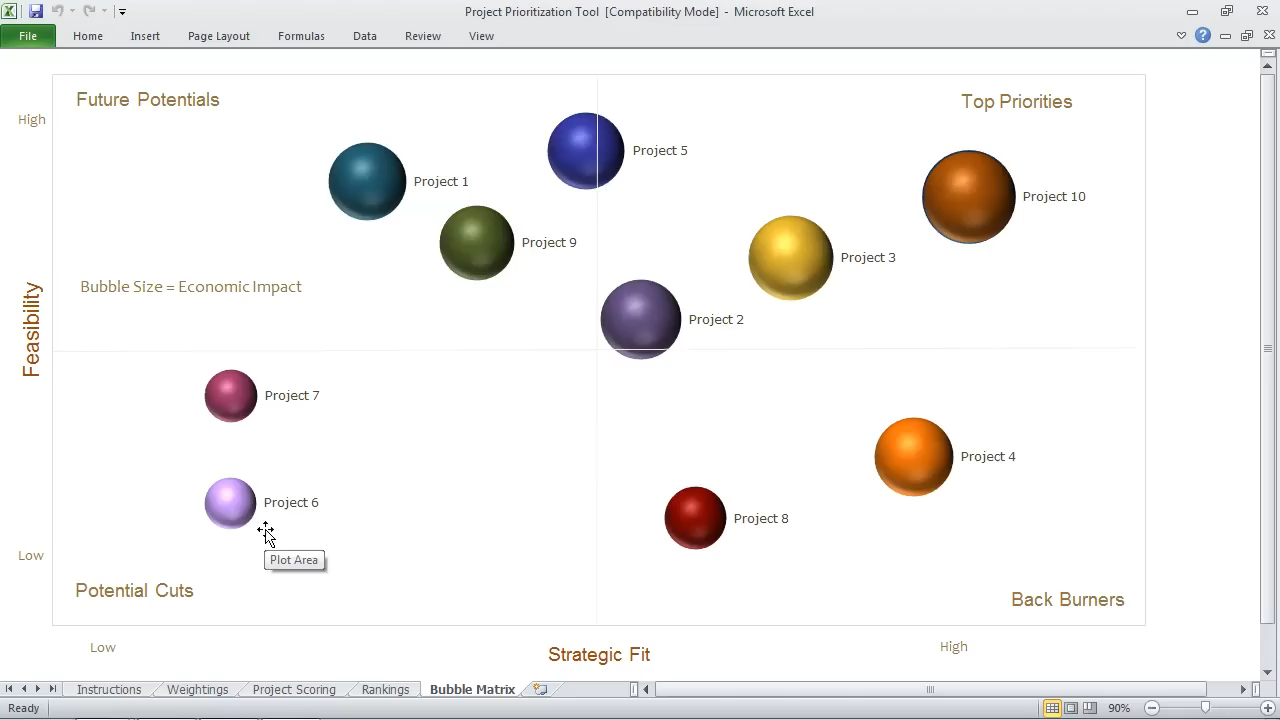 Project Prioritization Tool [Compatibility Mode] - Microsoft Excel
File Home Insert Page Layout Formulas Data Review View
Future Potentials
Top Priorities
High
Project 5
Project 1
Project 10
Project 9
Project 3
Bubble Size = Economic Impact
Project 2
Feasibility
Project 7
Project 4
Project 6
Project 8
Low
Plot Area
Potential Cuts
Back Burners
Low
High
Strategic Fit
Instructions Weightings Project Scoring Rankings Bubble Matrix
Ready
90%